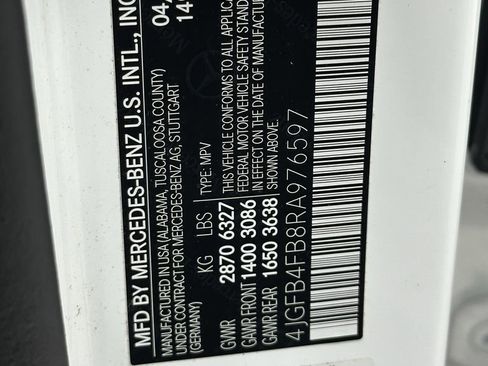 MFD BY MERCEDES-BENZ U.S. INTL., INC
04
14
MANUFACTURED IN USA (ALABAMA, TUSCALOOSA COUNTY)
UNDER CONTRACT FOR MERCEDES-BENZ AG, STUTTGART
(GERMANY)
KG LBS TYPE: MPV
GVWR 2870 6327
GAWR FRONT 1400 3086
GAWR REAR 1650 3638
THIS VEHICLE CONFORMS TO ALL APPLICA
FEDERAL MOTOR VEHICLE SAFETY STAND
IN EFFECT ON THE DATE OF MANUFACTUR
SHOWN ABOVE.
4JGFB4FB8RA976597